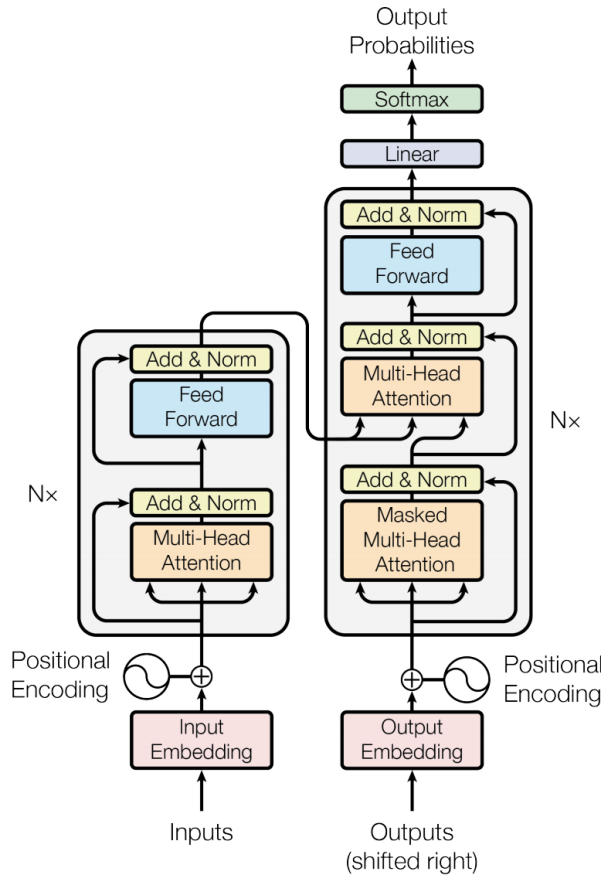 Output
Probabilities
Softmax
Linear
Add & Norm
Feed
Forward
Add & Norm
Multi-Head
Attention
Add & Norm
Masked
Multi-Head
Attention
N×
Add & Norm
Feed
Forward
Add & Norm
Multi-Head
Attention
N×
Positional
Encoding
Positional
Encoding
Input
Embedding
Output
Embedding
Inputs
Outputs
(shifted right)